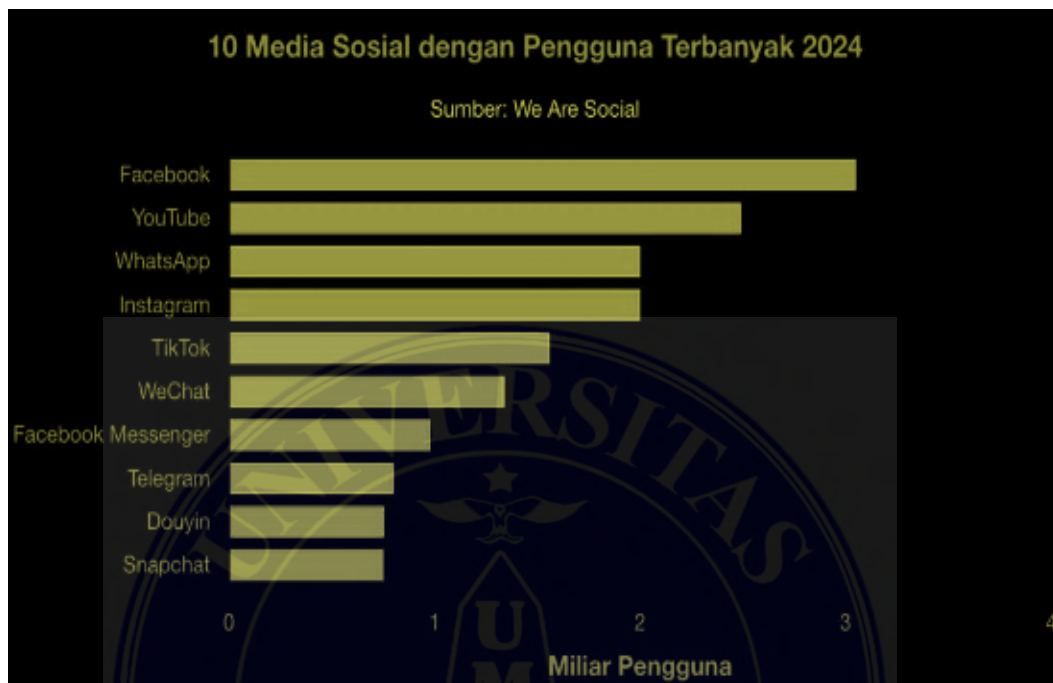 10 Media Sosial dengan Pengguna Terbanyak 2024
Sumber: We Are Social
Facebook
YouTube
WhatsApp
Instagram
TikTok
WeChat
Facebook Messenger
Telegram
Douyin
Snapchat
0 1 2 3 4
Miliar Pengguna
UNIVERSITAS
U
M